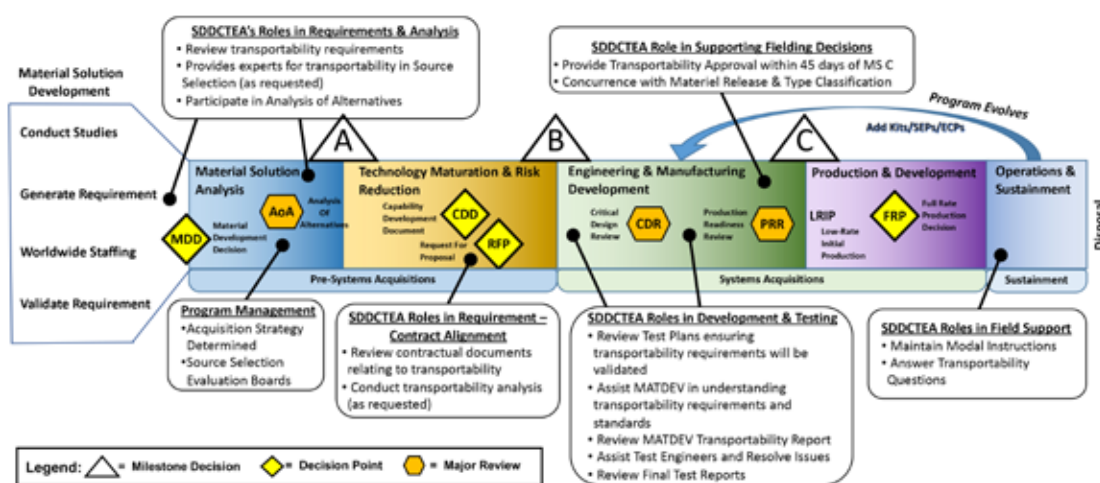 SDDCTEA's Roles in Requirements & Analysis
• Review transportability requirements
• Provides experts for transportability in Source
Selection (as requested)
• Participate in Analysis of Alternatives
SDDCTEA Role in Supporting Fielding Decisions
• Provide Transportability Approval within 45 days of MS C
• Concurrence with Materiel Release & Type Classification
Material Solution
Development
Conduct Studies
Generate Requirement
Worldwide Staffing
Validate Requirement
A
B
C
Program Evolves
Add Kits/SEPs/ECPs
Material Solution
Analysis
MDD
Material
Development
Decision
AoA
Analysis
Of
Alternatives
Technology Maturation & Risk
Reduction
Capability
Development
Document
CDD
Request For
Proposal
RFP
Engineering & Manufacturing
Development
Critical
Design
Review
CDR
Production
Readiness
Review
PRR
Production & Development
LRIP
Low-Rate
Initial
Production
FRP
Full Rate
Production
Decision
Operations &
Sustainment
Disposal
Pre-Systems Acquisitions
Systems Acquisitions
Sustainment
Program Management
•Acquisition Strategy
Determined
•Source Selection
Evaluation Boards
SDDCTEA Roles in Requirement –
Contract Alignment
• Review contractual documents
relating to transportability
• Conduct transportability analysis
(as requested)
SDDCTEA Roles in Development & Testing
• Review Test Plans ensuring
transportability requirements will be
validated
• Assist MATDEV in understanding
transportability requirements and
standards
• Review MATDEV Transportability Report
• Assist Test Engineers and Resolve Issues
• Review Final Test Reports
SDDCTEA Roles in Field Support
• Maintain Modal Instructions
• Answer Transportability
Questions
Legend: = Milestone Decision = Decision Point = Major Review